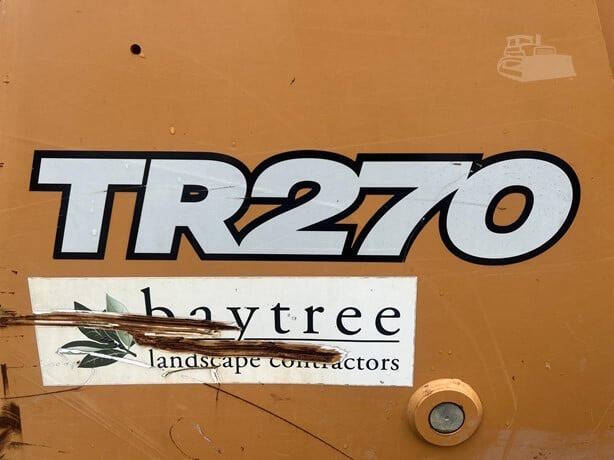 TR270
baytree
landscape contractors